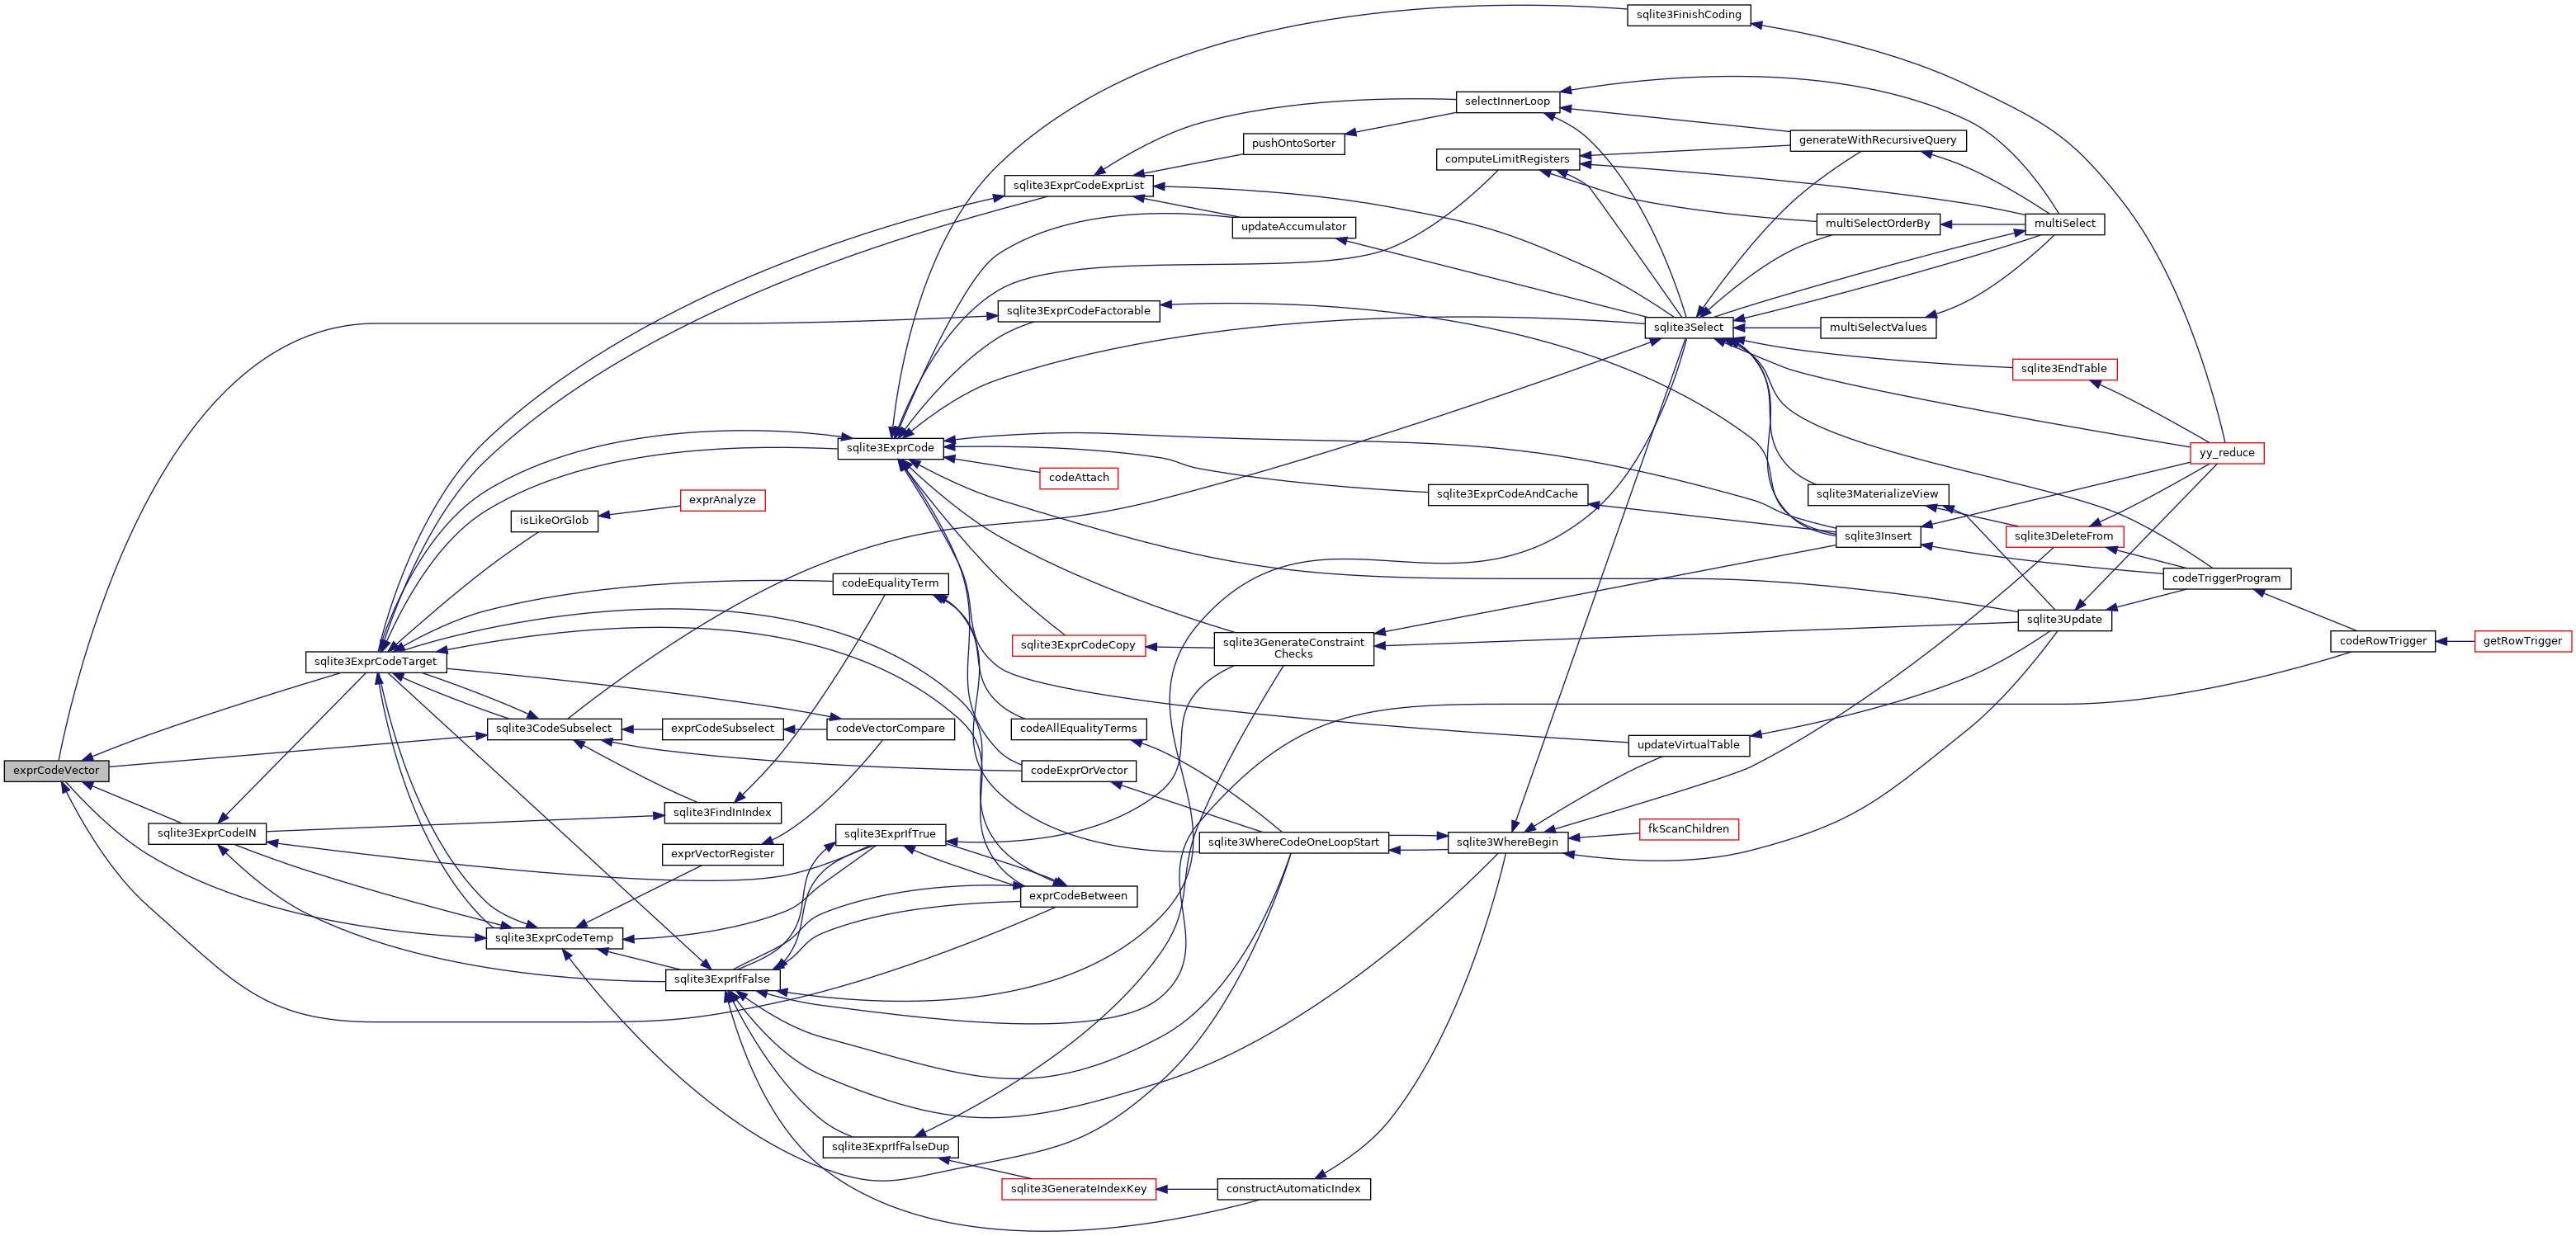 sqlite3FinishCoding
selectInnerLoop
generateWithRecursiveQuery
pushOntoSorter
computeLimitRegisters
sqlite3ExprCodeExprList
multiSelectOrderBy
multiSelect
updateAccumulator
sqlite3ExprCodeFactorable
sqlite3Select
multiSelectValues
sqlite3EndTable
sqlite3ExprCode
yy_reduce
codeAttach
exprAnalyze
sqlite3ExprCodeAndCache
sqlite3MaterializeView
isLikeOrGlob
sqlite3Insert
sqlite3DeleteFrom
codeEqualityTerm
codeTriggerProgram
sqlite3Update
sqlite3ExprCodeCopy
sqlite3GenerateConstraint
Checks
codeRowTrigger
getRowTrigger
sqlite3ExprCodeTarget
sqlite3CodeSubselect
exprCodeSubselect
codeVectorCompare
codeAllEqualityTerms
updateVirtualTable
exprCodeVector
codeExprOrVector
sqlite3FindInIndex
sqlite3ExprCodeIN
sqlite3ExprIfTrue
fkScanChildren
exprVectorRegister
sqlite3WhereCodeOneLoopStart
sqlite3WhereBegin
exprCodeBetween
sqlite3ExprCodeTemp
sqlite3ExprIfFalse
sqlite3ExprIfFalseDup
sqlite3GenerateIndexKey
constructAutomaticIndex